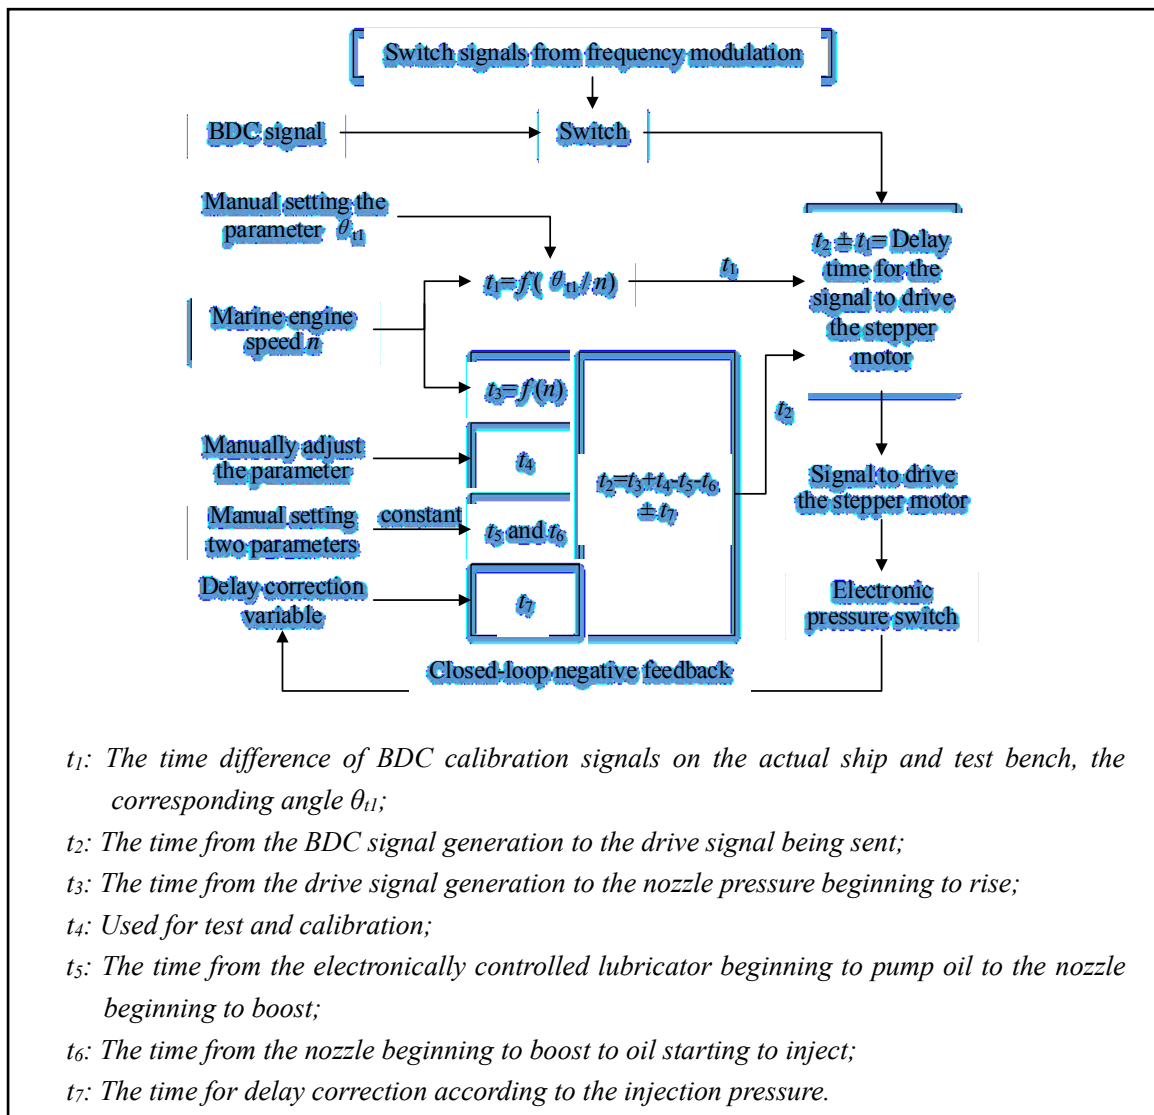 Switch signals from frequency modulation
BDC signal
Switch
Manual setting the
parameter θt1
t2 ± t1= Delay
time for the
signal to drive
the stepper
motor
t1=f( θt1/ n)
t1
Marine engine
speed n
t3=f (n)
t2
Manually adjust
the parameter
t4
t2=t3+t4-t5-t6
± t7
Signal to drive
the stepper motor
Manual setting
two parameters
constant
t5 and t6
Delay correction
variable
t7
Electronic
pressure switch
Closed-loop negative feedback
t1: The time difference of BDC calibration signals on the actual ship and test bench, the
corresponding angle θt1;
t2: The time from the BDC signal generation to the drive signal being sent;
t3: The time from the drive signal generation to the nozzle pressure beginning to rise;
t4: Used for test and calibration;
t5: The time from the electronically controlled lubricator beginning to pump oil to the nozzle
beginning to boost;
t6: The time from the nozzle beginning to boost to oil starting to inject;
t7: The time for delay correction according to the injection pressure.